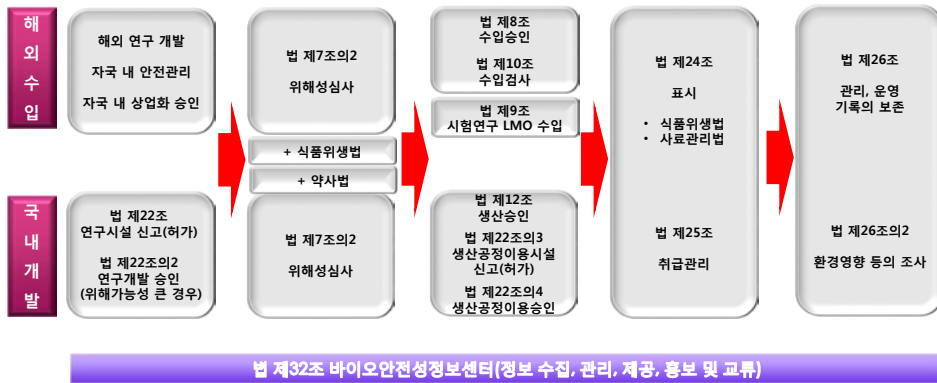 해
외
수
입
해외 연구 개발
자국 내 안전관리
자국 내 상업화 승인
법 제7조의2
위해성심사
+ 식품위생법
+ 약사법
법 제8조
수입승인
법 제10조
수입검사
법 제9조
시험연구 LMO 수입
법 제24조
표시
• 식품위생법
• 사료관리법
법 제26조
관리, 운영
기록의 보존
국
내
개
발
법 제22조
연구시설 신고(허가)
법 제22조의2
연구개발 승인
(위해가능성 큰 경우)
법 제7조의2
위해성심사
법 제12조
생산승인
법 제22조의3
생산공정이용시설
신고(허가)
법 제22조의4
생산공정이용승인
법 제25조
취급관리
법 제26조의2
환경영향 등의 조사
법 제32조 바이오안전성정보센터(정보 수집, 관리, 제공, 홍보 및 교류)